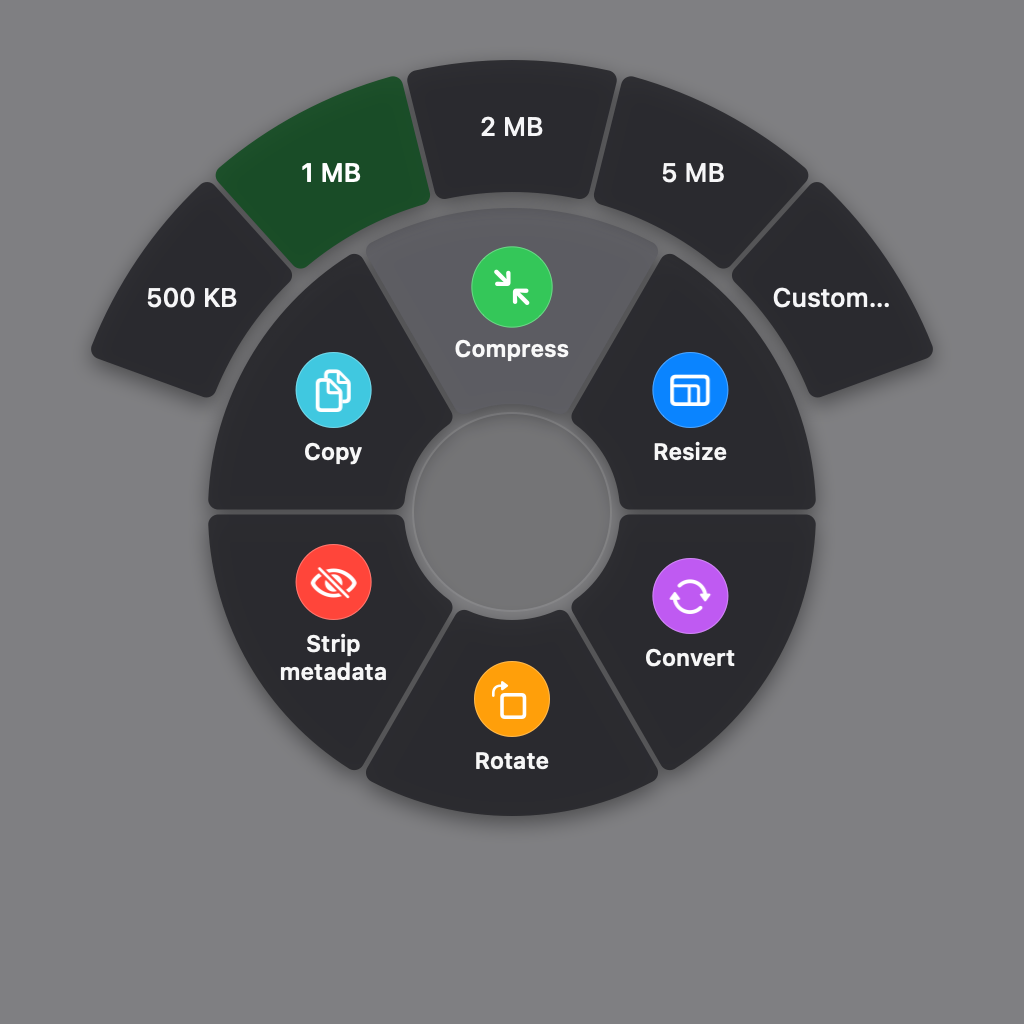 2 MB
1 MB
5 MB
500 KB
Custom...
Compress
Copy
Resize
Strip
metadata
Convert
Rotate